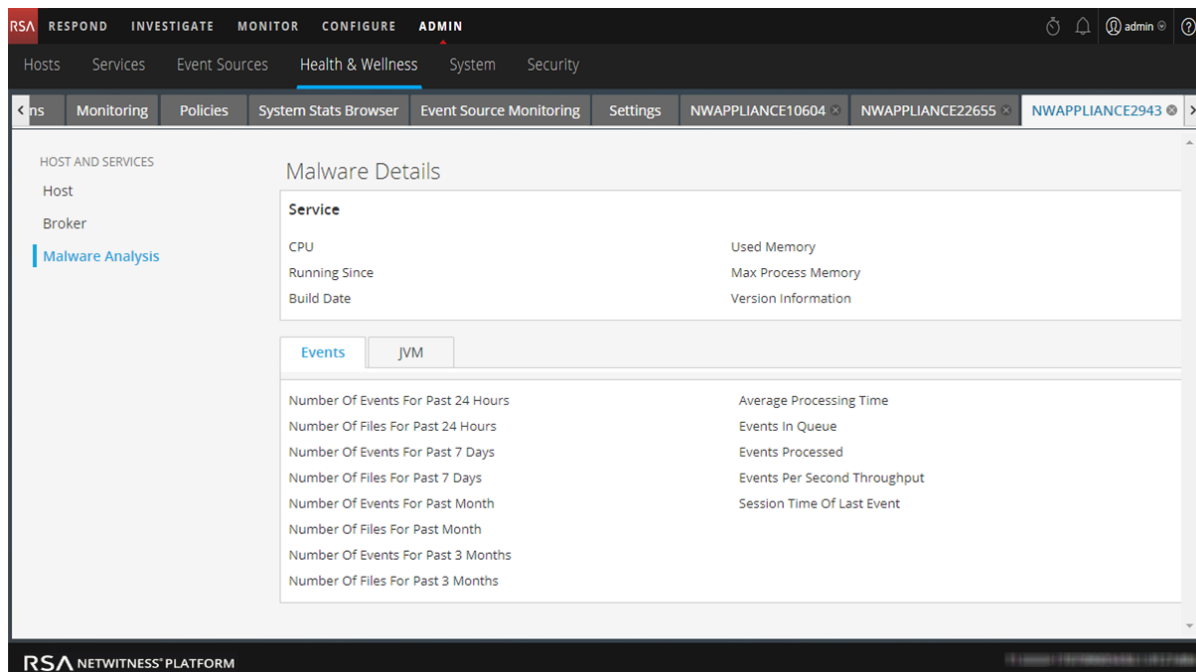 RSA RESPOND INVESTIGATE MONITOR CONFIGURE ADMIN admin
Hosts Services Event Sources Health & Wellness System Security
ns Monitoring Policies System Stats Browser Event Source Monitoring Settings NWAPPLIANCE10604 NWAPPLIANCE22655 NWAPPLIANCE2943
HOST AND SERVICES
Host
Broker
Malware Analysis
Malware Details
Service
CPU Used Memory
Running Since Max Process Memory
Build Date Version Information
Events JVM
Number Of Events For Past 24 Hours Average Processing Time
Number Of Files For Past 24 Hours Events In Queue
Number Of Events For Past 7 Days Events Processed
Number Of Files For Past 7 Days Events Per Second Throughput
Number Of Events For Past Month Session Time Of Last Event
Number Of Files For Past Month
Number Of Events For Past 3 Months
Number Of Files For Past 3 Months
RSA NETWITNESS® PLATFORM